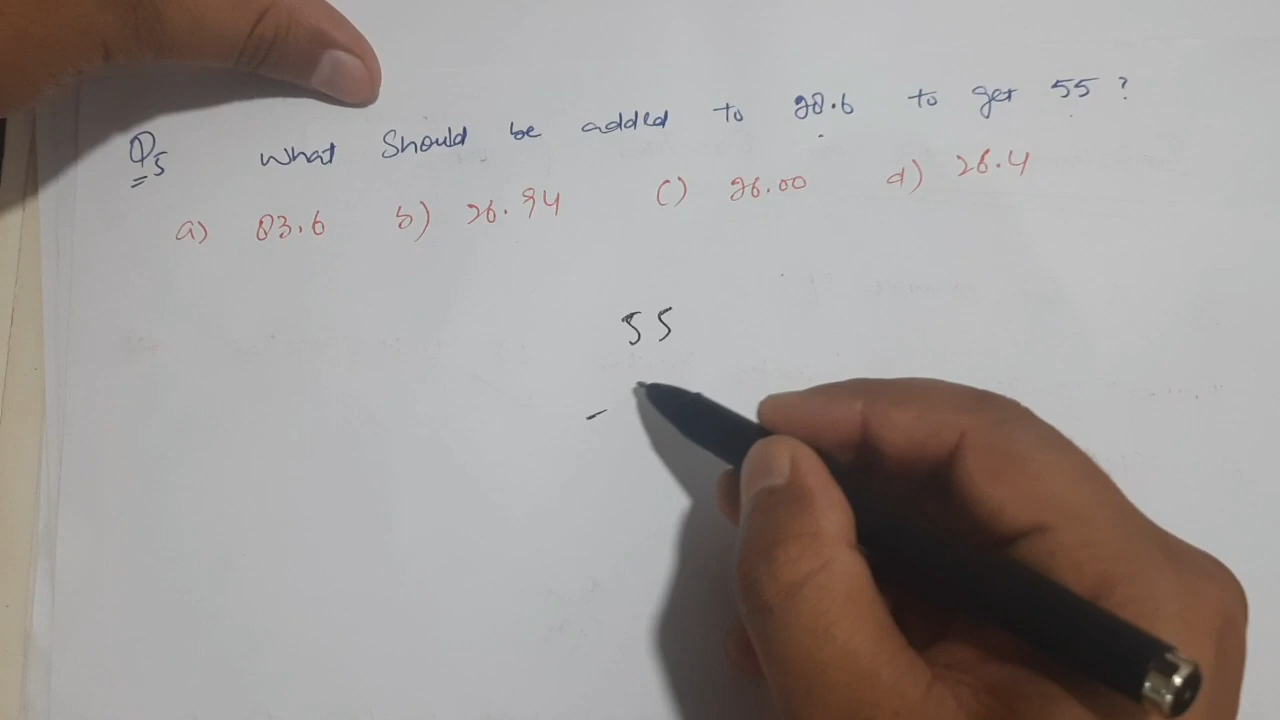 Q5 What Should be added to 28.6 to get 55 ?
a) 83.6 b) 26.94 c) 26.00 d) 26.4
55
-